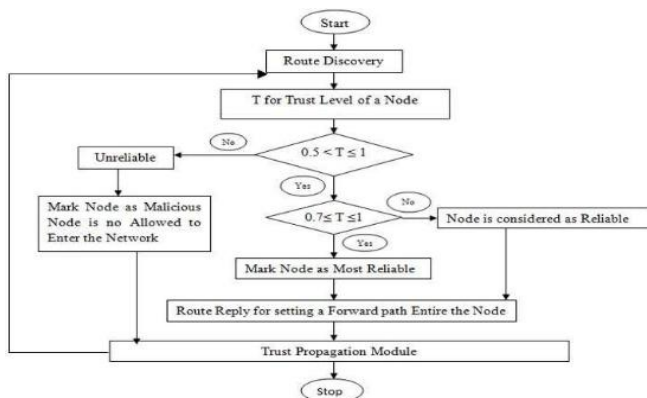 Start
Route Discovery
T for Trust Level of a Node
No
0.5 < T ≤ 1
Unreliable
Yes
No
Mark Node as Malicious
Node is no Allowed to
Enter the Network
0.7≤ T ≤1
Node is considered as Reliable
Yes
Mark Node as Most Reliable
Route Reply for setting a Forward path Entire the Node
Trust Propagation Module
Stop